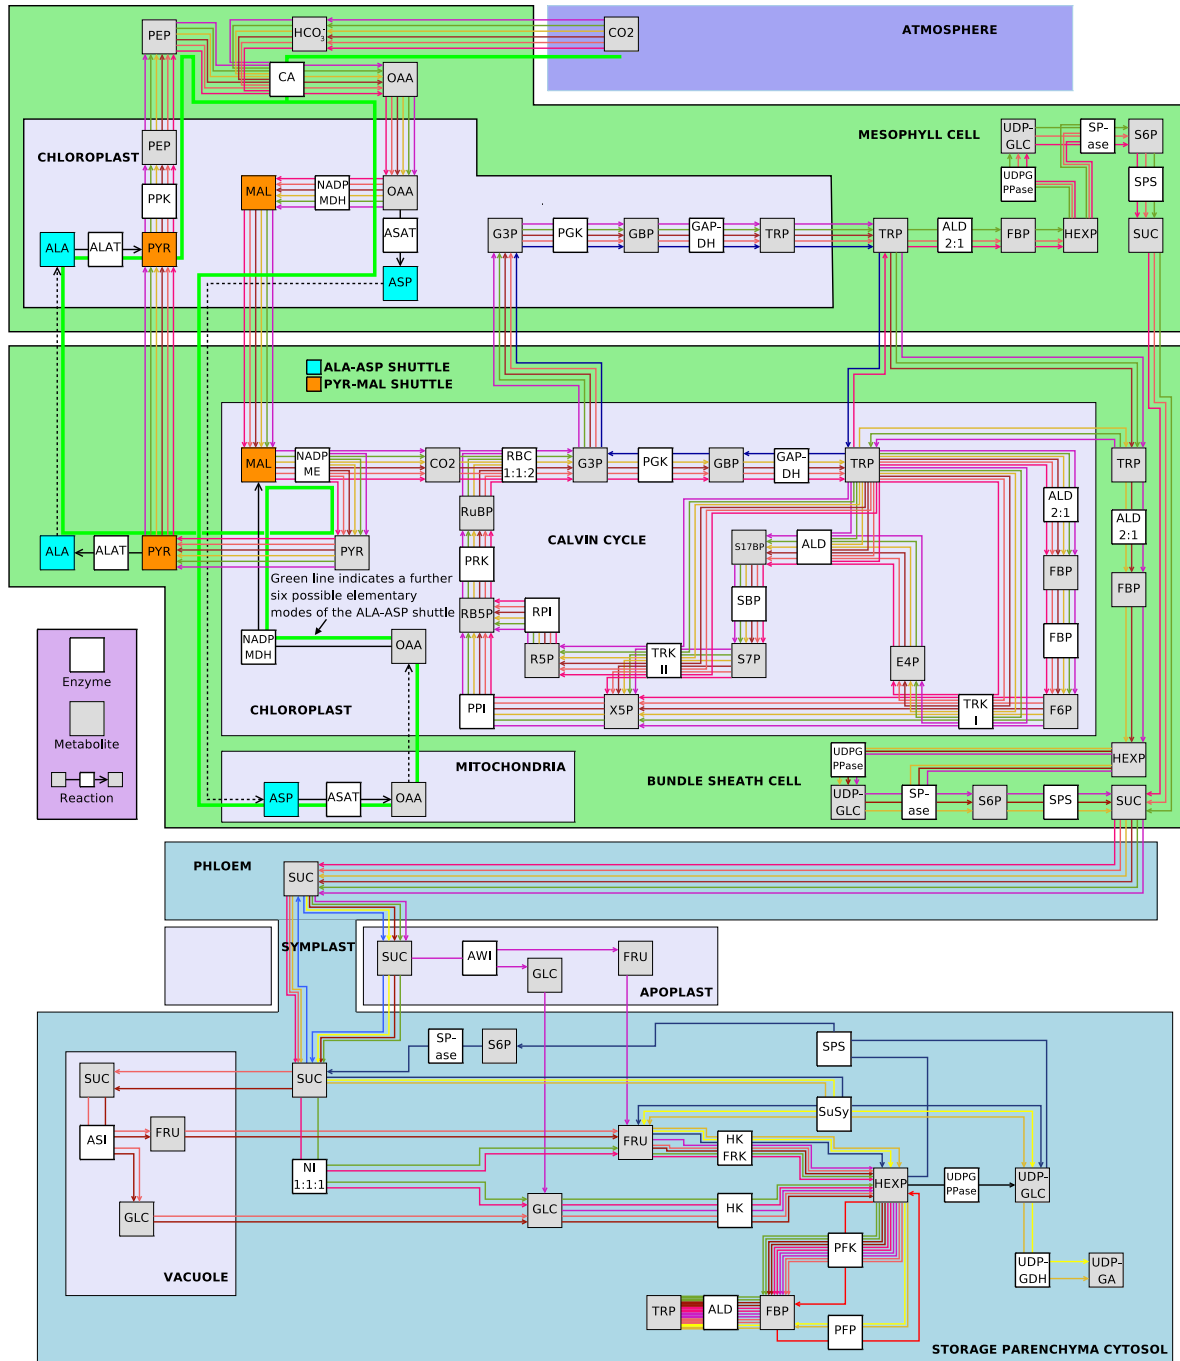 ATMOSPHERE
PEP
HCO3-
CO2
CA
OAA
MESOPHYLL CELL
UDP-
GLC
SP-
ase
S6P
CHLOROPLAST
PEP
UDPG
PPase
SPS
MAL
NADP
MDH
OAA
PPK
ALA
ALAT
PYR
ASAT
G3P
PGK
GBP
GAP-
DH
TRP
TRP
ALD
2:1
FBP
HEXP
SUC
ASP
ALA-ASP SHUTTLE
PYR-MAL SHUTTLE
MAL
NADP
ME
CO2
RBC
1:1:2
G3P
PGK
GBP
GAP-
DH
TRP
TRP
RuBP
ALD
2:1
ALD
2:1
CALVIN CYCLE
S17BP
ALD
ALA
ALAT
PYR
PYR
PRK
FBP
FBP
Green line indicates a further
six possible elementary
modes of the ALA-ASP shuttle
RB5P
RPI
SBP
NADP
MDH
OAA
R5P
TRK
II
S7P
E4P
FBP
Enzyme
CHLOROPLAST
PPI
X5P
TRK
I
F6P
Metabolite
Reaction
MITOCHONDRIA
UDPG
PPase
HEXP
BUNDLE SHEATH CELL
ASP
ASAT
OAA
UDP-
GLC
SP-
ase
S6P
SPS
SUC
PHLOEM
SUC
SYMPLAST
SUC
AWI
GLC
FRU
APOPLAST
SP-
ase
S6P
SPS
SUC
SUC
SuSy
ASI
FRU
FRU
HK
FRK
NI
1:1:1
HEXP
UDPG
PPase
UDP-
GLC
GLC
GLC
HK
PFK
VACUOLE
UDP-
GDH
UDP-
GA
TRP
ALD
FBP
PFP
STORAGE PARENCHYMA CYTOSOL